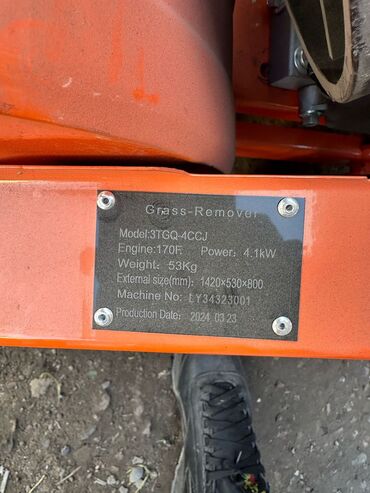 Grass-Remover
Model:3TGQ-4CCJ
Engine:170F. Power: 4.1kW
Weight: 53Kg
External size(mm): 1420×530×800
Machine No: LY34323001
Production Date: 2024 03 23